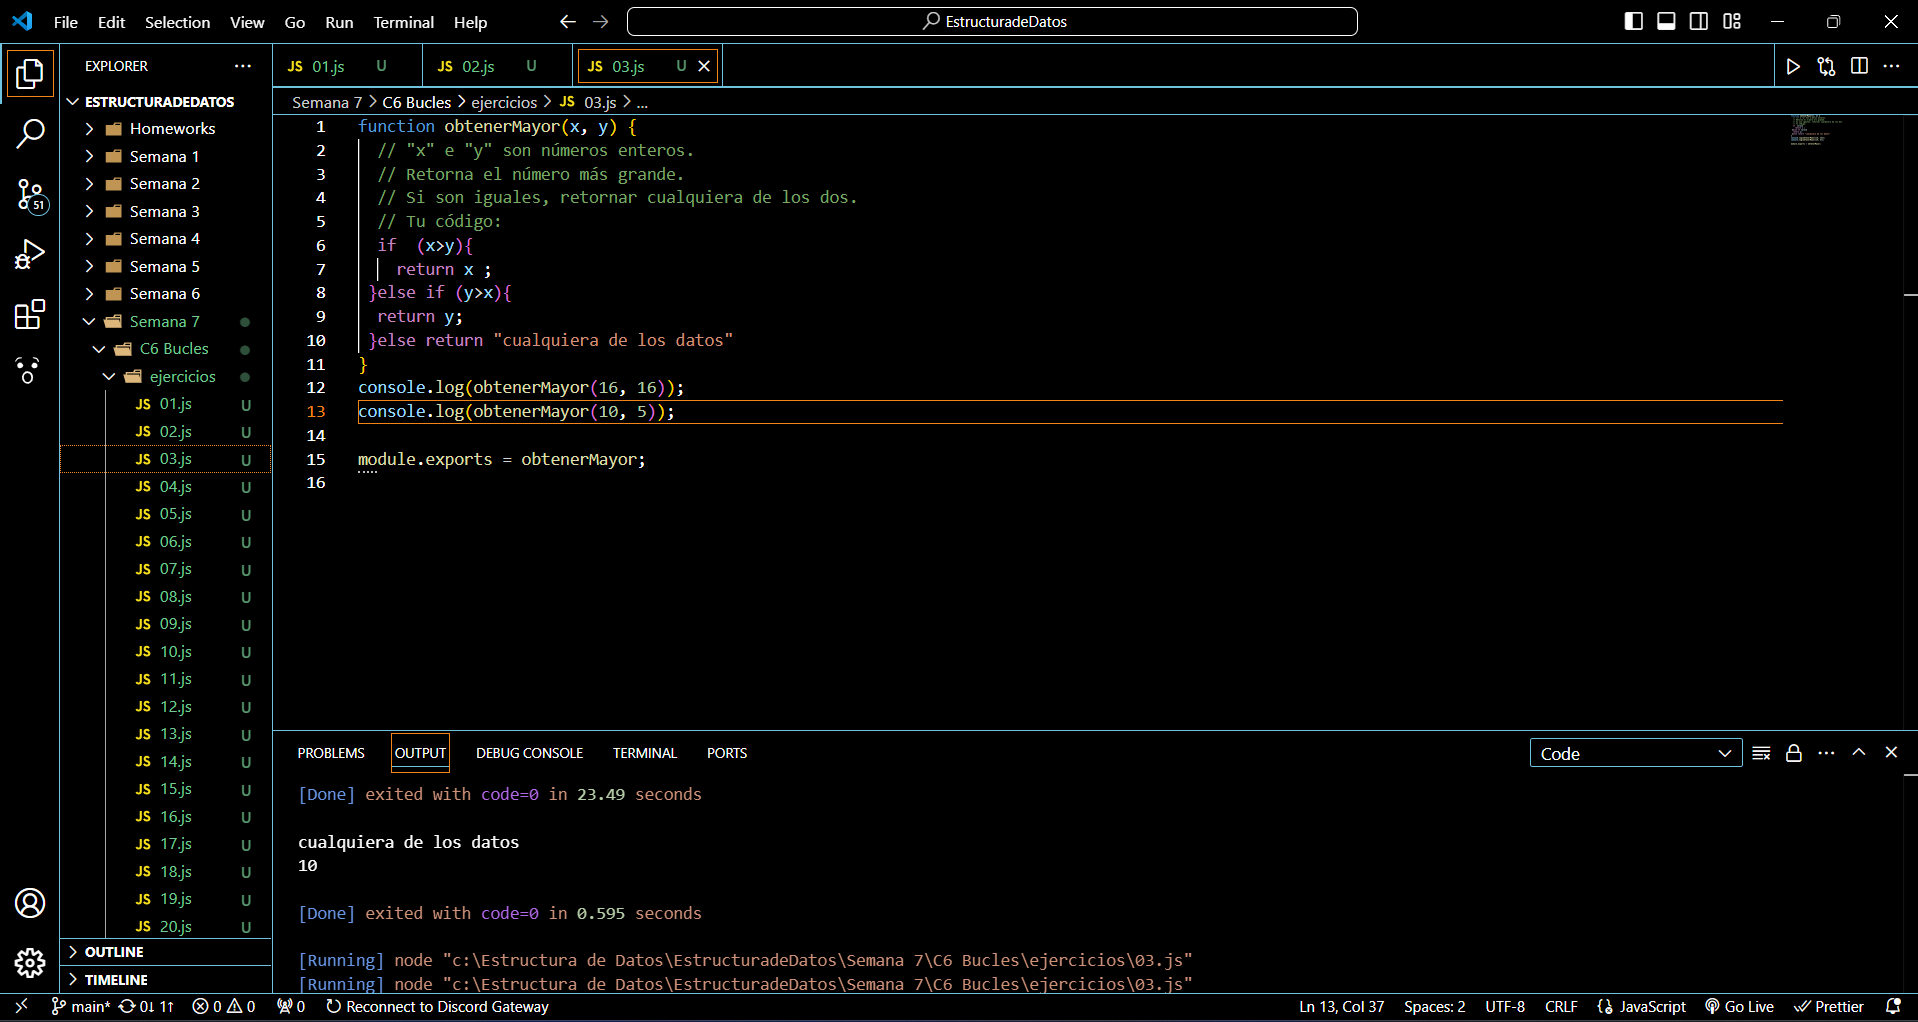 File Edit Selection View Go Run Terminal Help
EstructuradeDatos
EXPLORER
ESTRUCTURADEDATOS
Homeworks
Semana 1
Semana 2
Semana 3
Semana 4
Semana 5
Semana 6
Semana 7
C6 Bucles
ejercicios
JS 01.js U
JS 02.js U
JS 03.js U
JS 04.js U
JS 05.js U
JS 06.js U
JS 07.js U
JS 08.js U
JS 09.js U
JS 10.js U
JS 11.js U
JS 12.js U
JS 13.js U
JS 14.js U
JS 15.js U
JS 16.js U
JS 17.js U
JS 18.js U
JS 19.js U
JS 20.js U
OUTLINE
TIMELINE
51
JS 01.js U JS 02.js U JS 03.js U
Semana 7 > C6 Bucles > ejercicios > JS 03.js > ...
1 function obtenerMayor(x, y) {
2 // "x" e "y" son números enteros.
3 // Retorna el número más grande.
4 // Si son iguales, retornar cualquiera de los dos.
5 // Tu código:
6 if  (x>y){
7 return x ;
8 }else if (y>x){
9 return y;
10 }else return "cualquiera de los datos"
11 }
12 console.log(obtenerMayor(16, 16));
13 console.log(obtenerMayor(10, 5));
14
15 module.exports = obtenerMayor;
16
PROBLEMS OUTPUT DEBUG CONSOLE TERMINAL PORTS Code
[Done] exited with code=0 in 23.49 seconds
cualquiera de los datos
10
[Done] exited with code=0 in 0.595 seconds
[Running] node "c:\Estructura de Datos\EstructuradeDatos\Semana 7\C6 Bucles\ejercicios\03.js"
[Running] node "c:\Estructura de Datos\EstructuradeDatos\Semana 7\C6 Bucles\ejercicios\03.js"
main* 0↓ 1↑ 0 0 0 Reconnect to Discord Gateway Ln 13, Col 37 Spaces: 2 UTF-8 CRLF {} JavaScript Go Live Prettier